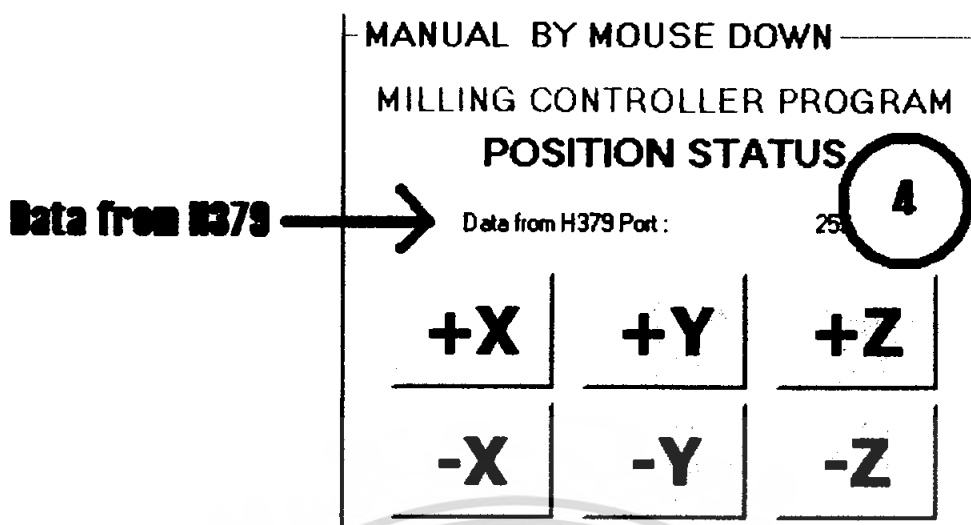 MANUAL BY MOUSE DOWN
MILLING CONTROLLER PROGRAM
POSITION STATUS
4
Data from H379
Data from H379 Port :
+X +Y +Z
-X -Y -Z